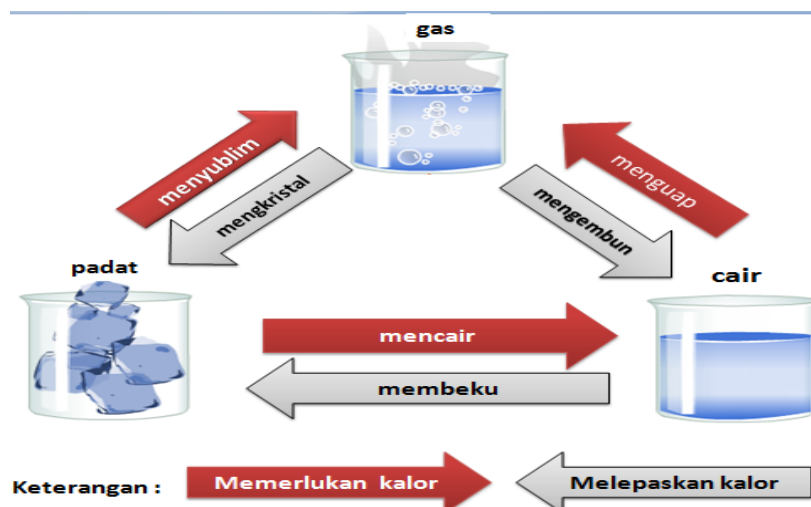 gas
menyublim
mengkristal
menguap
mengembun
padat
cair
mencair
membeku
Keterangan :
Memerlukan kalor
Melepaskan kalor